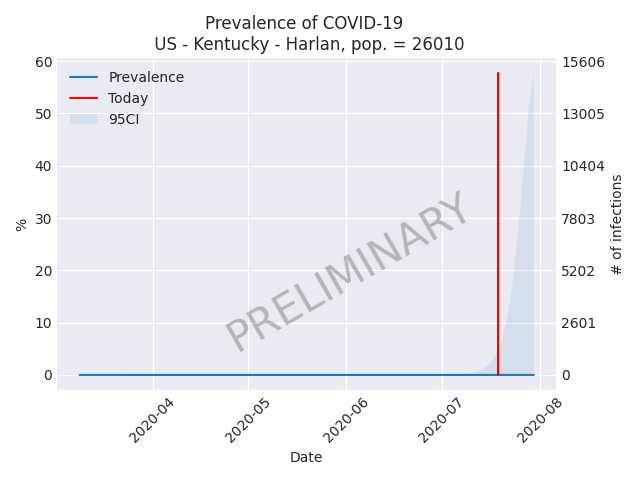 Prevalence of COVID-19
US - Kentucky - Harlan, pop. = 26010
Prevalence
Today
95CI
60
50
40
30
20
10
0
%
15606
13005
10404
7803
5202
2601
0
# of infections
PRELIMINARY
2020-04
2020-05
2020-06
2020-07
2020-08
Date